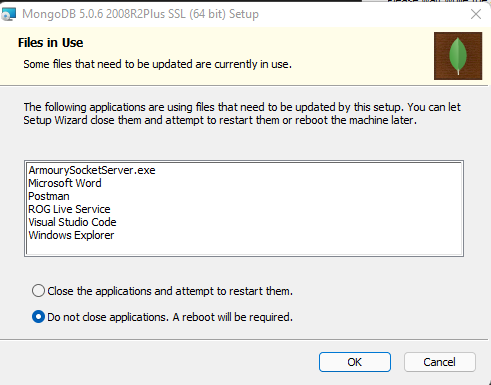 MongoDB 5.0.6 2008R2Plus SSL (64 bit) Setup
Files in Use
Some files that need to be updated are currently in use.
The following applications are using files that need to be updated by this setup. You can let
Setup Wizard close them and attempt to restart them or reboot the machine later.
ArmourySocketServer.exe
Microsoft Word
Postman
ROG Live Service
Visual Studio Code
Windows Explorer
Close the applications and attempt to restart them.
Do not close applications. A reboot will be required.
OK
Cancel